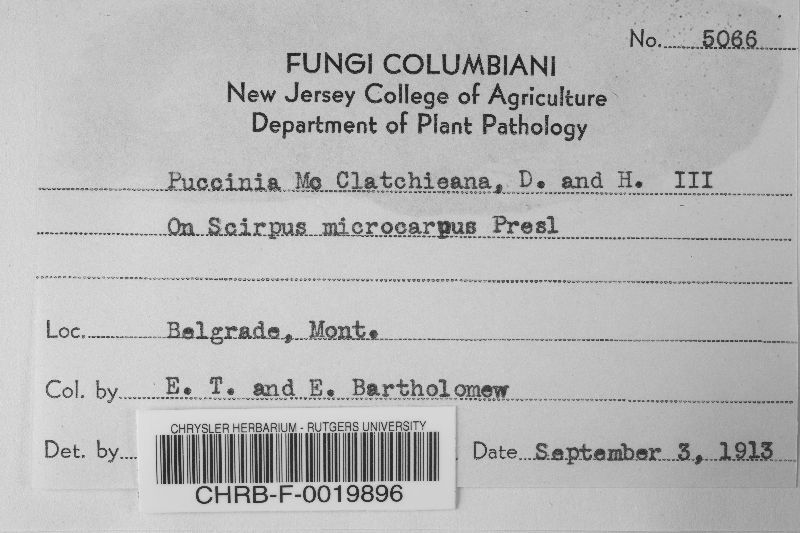 No. 5066
FUNGI COLUMBIANI
New Jersey College of Agriculture
Department of Plant Pathology
Puccinia Mc Clatchieana, D. and H. III
On Scirpus microcarpus Presl
Loc. Belgrade, Mont.
Col. by E. T. and E. Bartholomew
Det. by Date September 3, 1913
CHRYSLER HERBARIUM - RUTGERS UNIVERSITY
CHRB-F-0019896